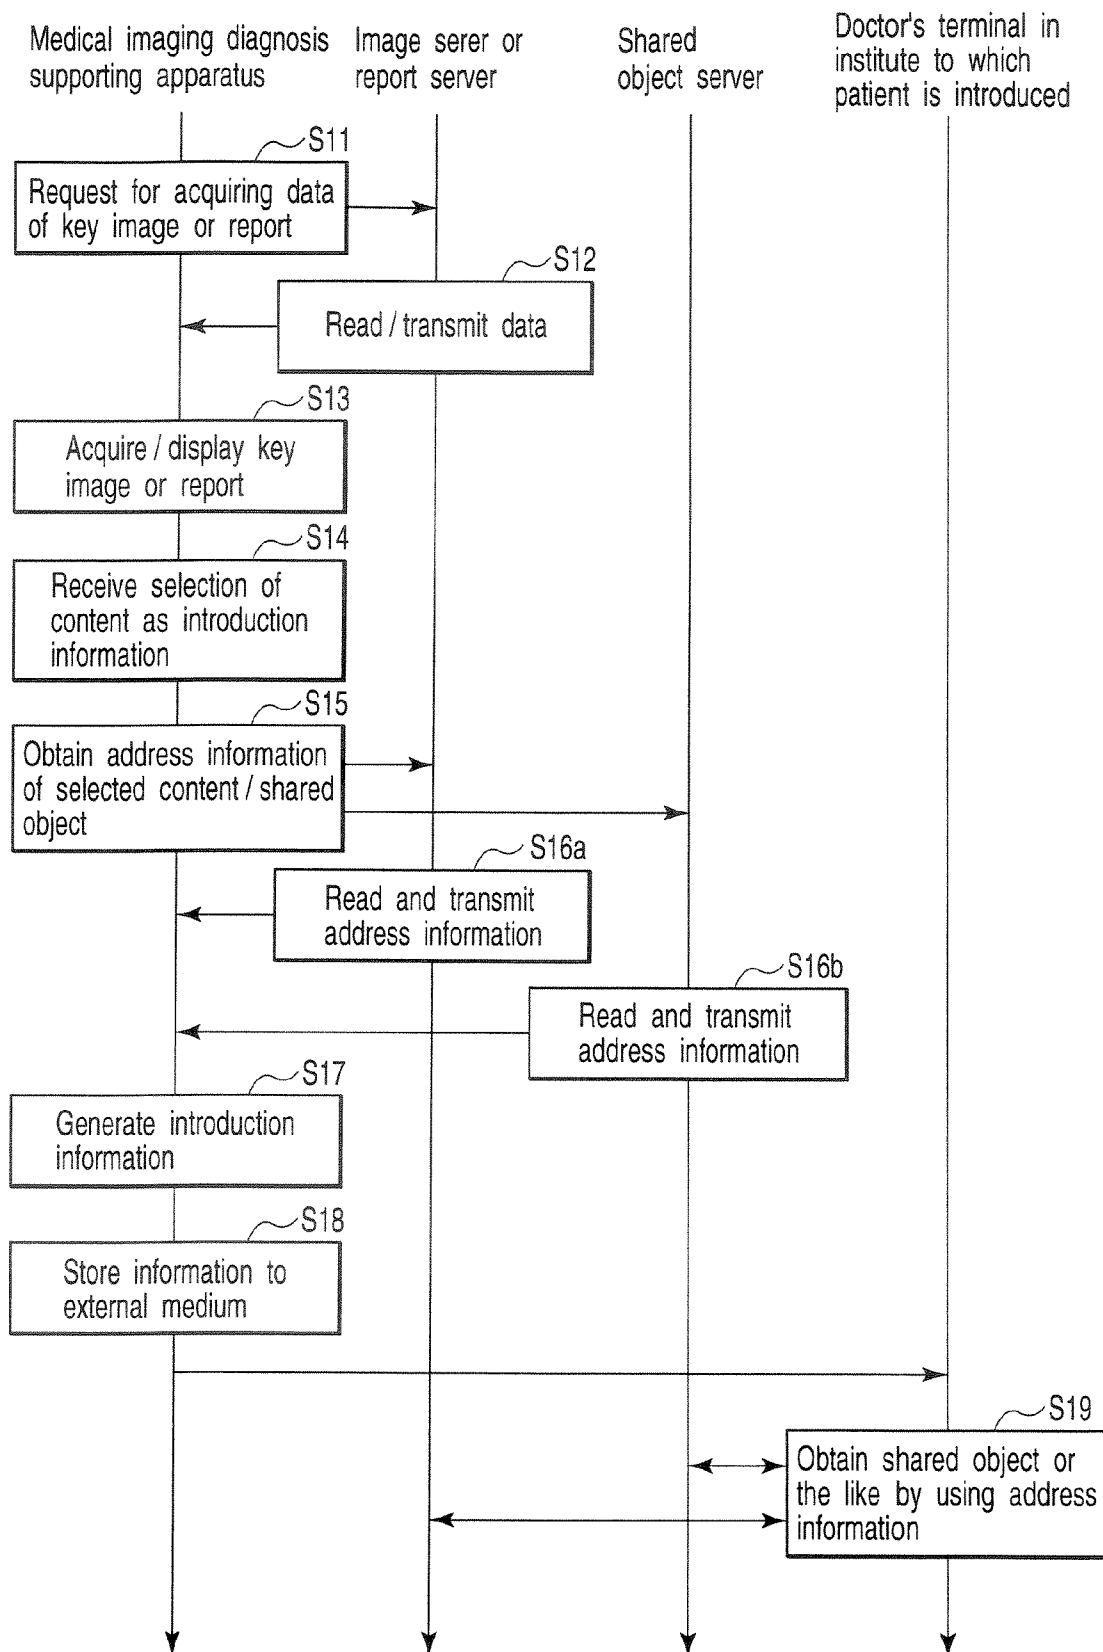 Medical imaging diagnosis
supporting apparatus
Image serer or
report server
Shared
object server
Doctor's terminal in
institute to which
patient is introduced
S11
Request for acquiring data
of key image or report
S12
Read / transmit data
S13
Acquire / display key
image or report
S14
Receive selection of
content as introduction
information
S15
Obtain address information
of selected content / shared
object
S16a
Read and transmit
address information
S16b
Read and transmit
address information
S17
Generate introduction
information
S18
Store information to
external medium
S19
Obtain shared object or
the like by using address
information